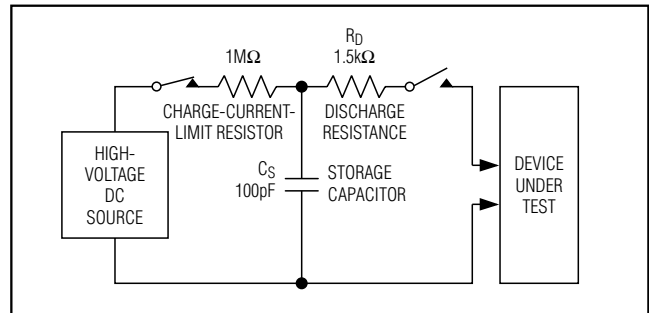 1MΩ
CHARGE-CURRENT-
LIMIT RESISTOR
R_D
1.5kΩ
DISCHARGE
RESISTANCE
HIGH-
VOLTAGE
DC
SOURCE
C_S
100pF
STORAGE
CAPACITOR
DEVICE
UNDER
TEST